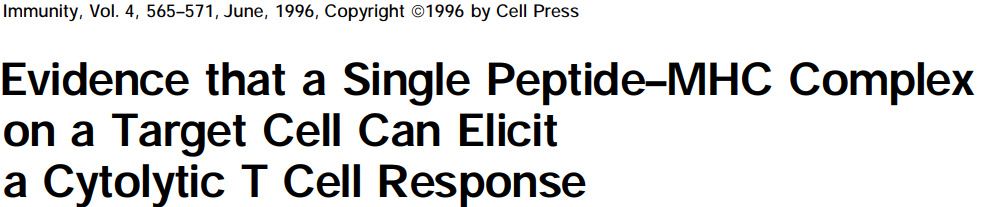 Immunity, Vol. 4, 565–571, June, 1996, Copyright ©1996 by Cell Press
Evidence that a Single Peptide–MHC Complex
on a Target Cell Can Elicit
a Cytolytic T Cell Response